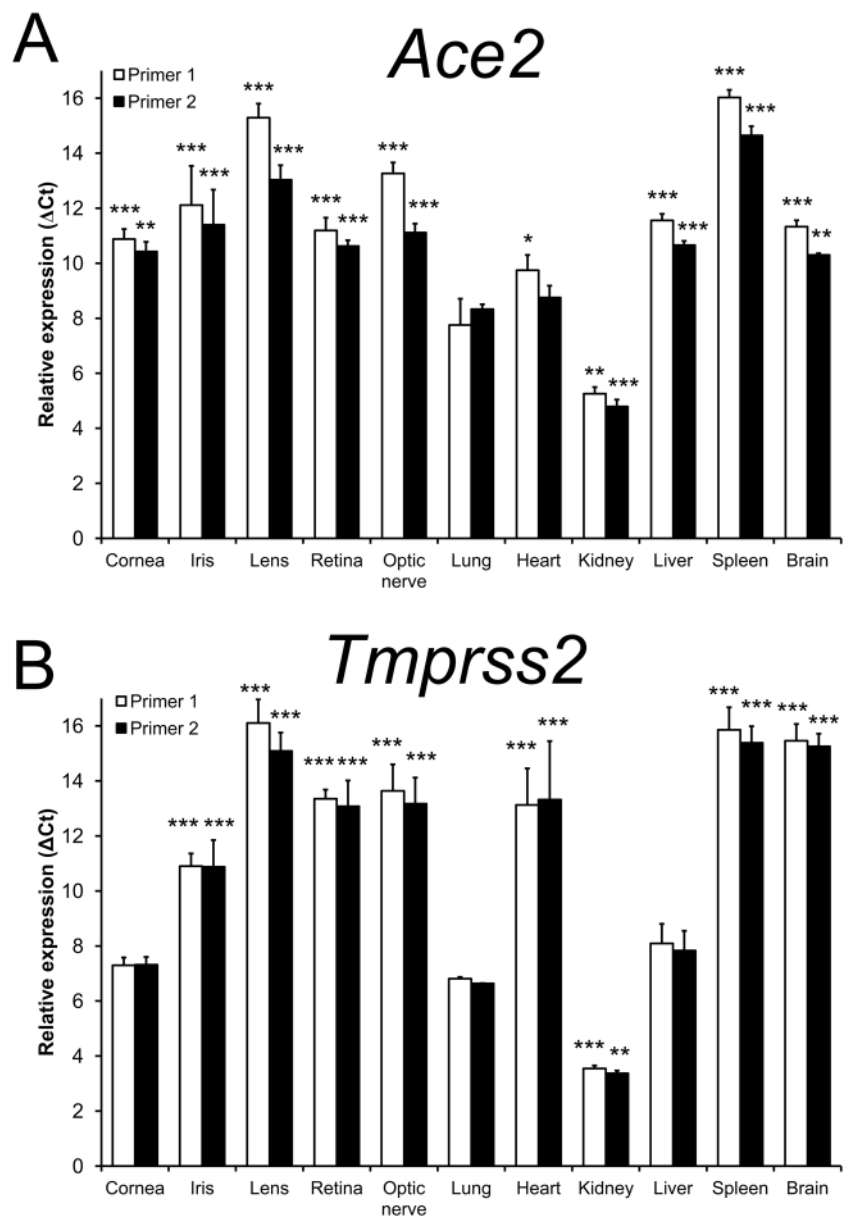 A
Ace2
Primer 1
Primer 2
Relative expression (ΔCt)
16
14
12
10
8
6
4
2
0
*** ** *** *** *** *** *** *** *** *** * ** *** *** *** *** *** *** **
Cornea Iris Lens Retina Optic nerve Lung Heart Kidney Liver Spleen Brain
B
Tmprss2
Primer 1
Primer 2
Relative expression (ΔCt)
16
14
12
10
8
6
4
2
0
*** *** *** *** *** *** *** *** *** *** *** ** *** *** *** ***
Cornea Iris Lens Retina Optic nerve Lung Heart Kidney Liver Spleen Brain